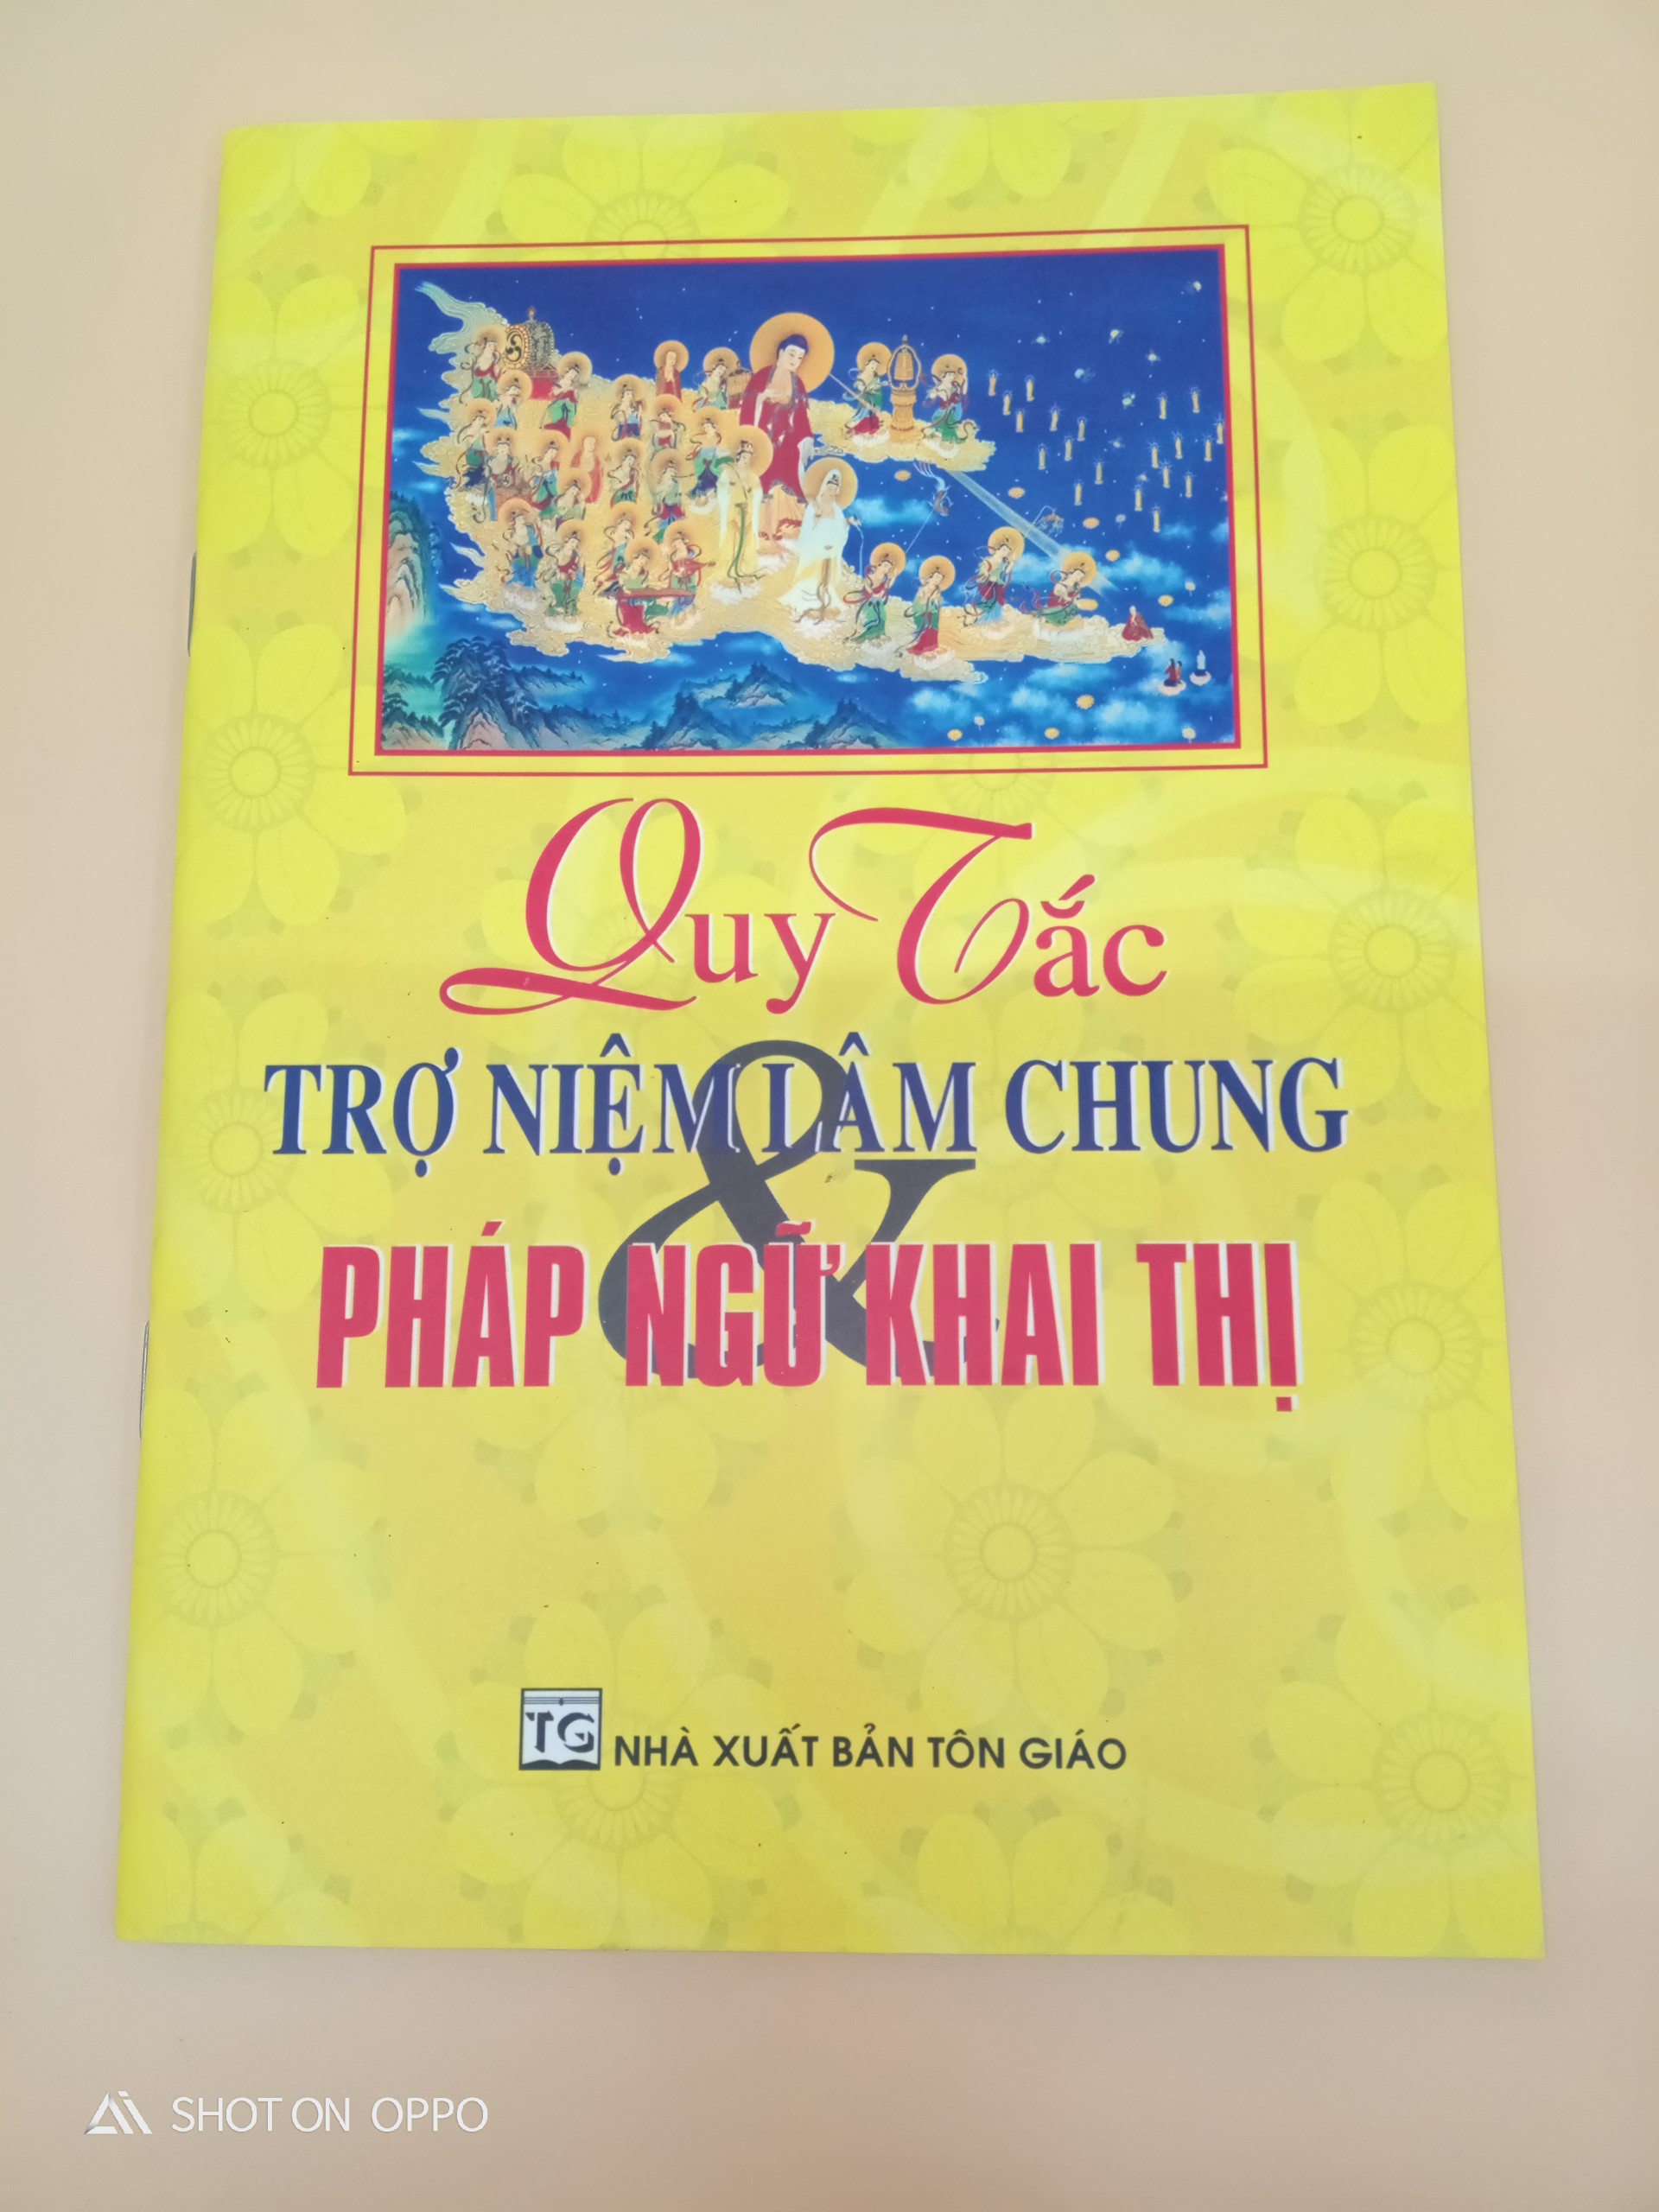 Quy Tắc
TRỢ NIỆM LÂM CHUNG
&
PHÁP NGỮ KHAI THỊ
TG NHÀ XUẤT BẢN TÔN GIÁO
SHOT ON OPPO